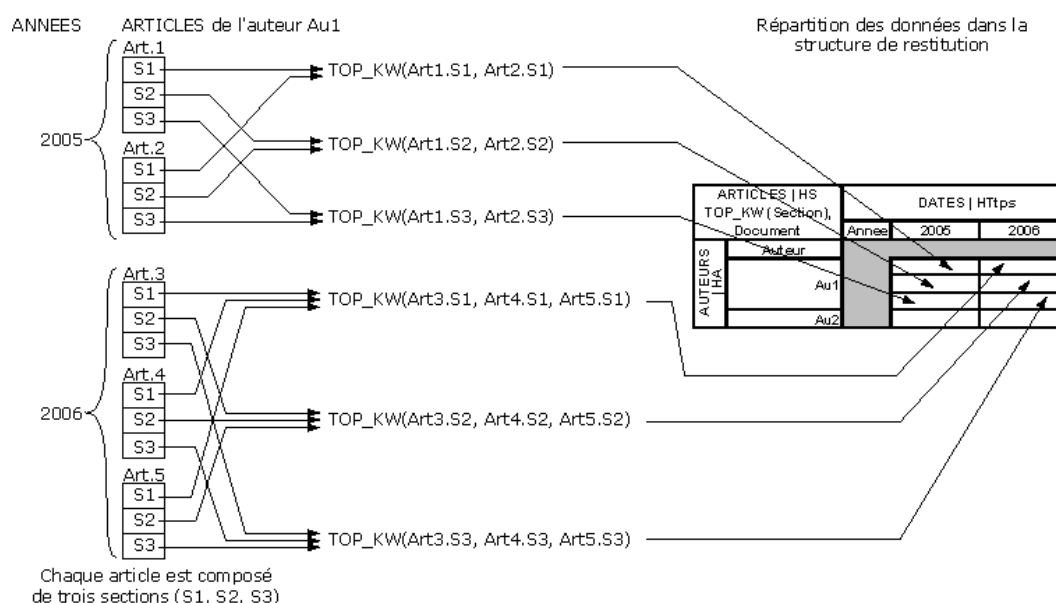 ANNEES
ARTICLES de l'auteur Au1
Art.1
S1
S2
S3
2005
Art.2
S1
S2
S3
TOP_KW(Art1.S1, Art2.S1)
TOP_KW(Art1.S2, Art2.S2)
TOP_KW(Art1.S3, Art2.S3)
Art.3
S1
S2
S3
2006
Art.4
S1
S2
S3
Art.5
S1
S2
S3
TOP_KW(Art3.S1, Art4.S1, Art5.S1)
TOP_KW(Art3.S2, Art4.S2, Art5.S2)
TOP_KW(Art3.S3, Art4.S3, Art5.S3)
Chaque article est composé
de trois sections (S1, S2, S3)
Répartition des données dans la
structure de restitution
ARTICLES | HS
TOP_KW (Section),
Document
DATES | HTtps
Annee
2005
2006
AUTEURS
| HA
Auteur
Au1
Au2